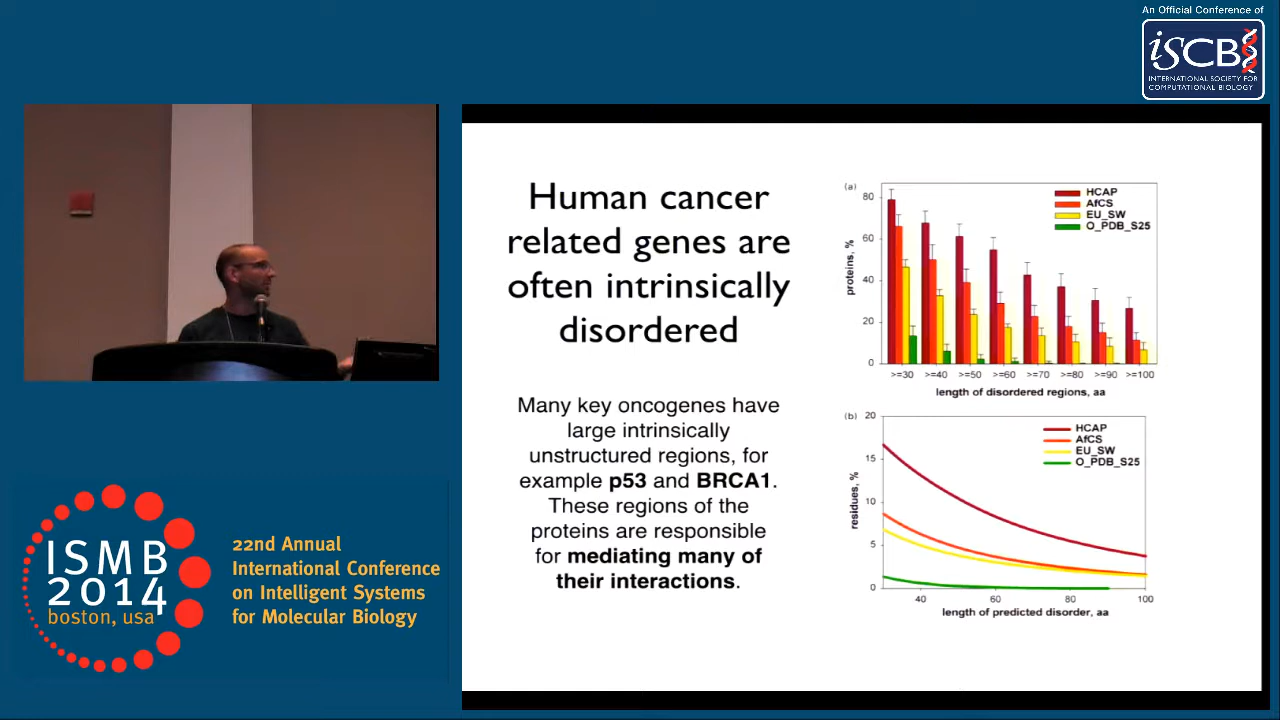 An Official Conference of
iSCB
INTERNATIONAL SOCIETY FOR
COMPUTATIONAL BIOLOGY
Human cancer
related genes are
often intrinsically
disordered
Many key oncogenes have
large intrinsically
unstructured regions, for
example p53 and BRCA1.
These regions of the
proteins are responsible
for mediating many of
their interactions.
(a)
80
60
40
20
0
proteins, %
HCAP
AfCS
EU_SW
O_PDB_S25
>=30 >=40 >=50 >=60 >=70 >=80 >=90 >=100
length of disordered regions, aa
(b)
20
15
10
5
0
residues, %
HCAP
AfCS
EU_SW
O_PDB_S25
40 60 80 100
length of predicted disorder, aa
ISMB
2014
boston, usa
22nd Annual
International Conference
on Intelligent Systems
for Molecular Biology